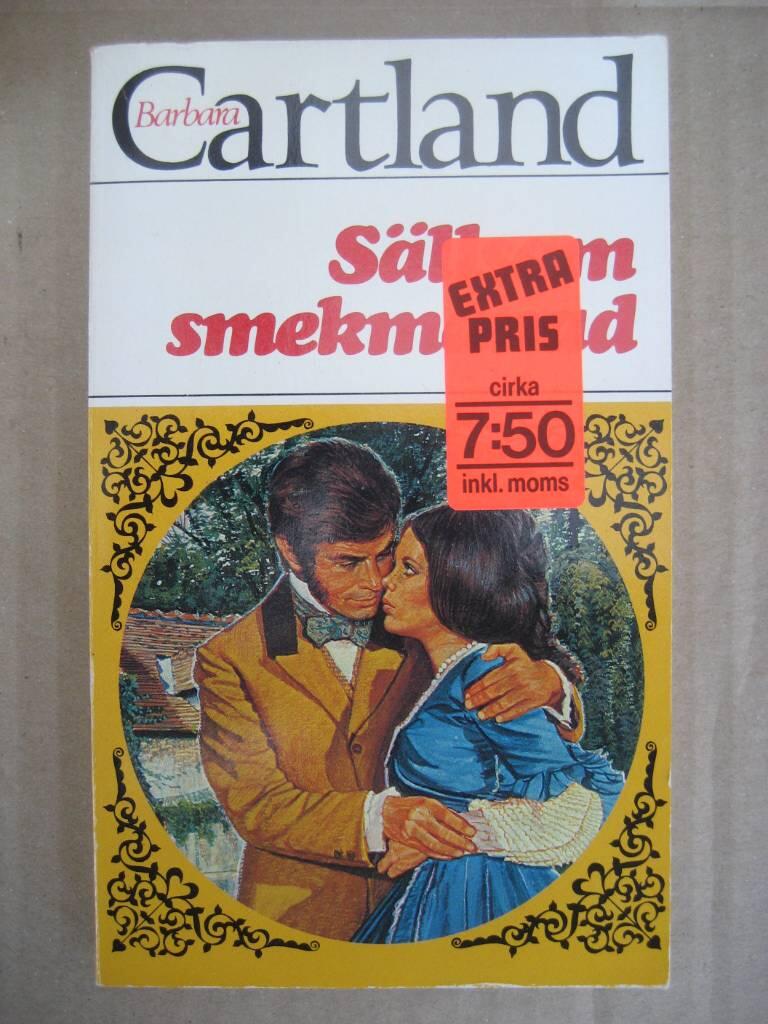 Barbara
Cartland
EXTRA
PRIS
cirka
7:50
inkl. moms